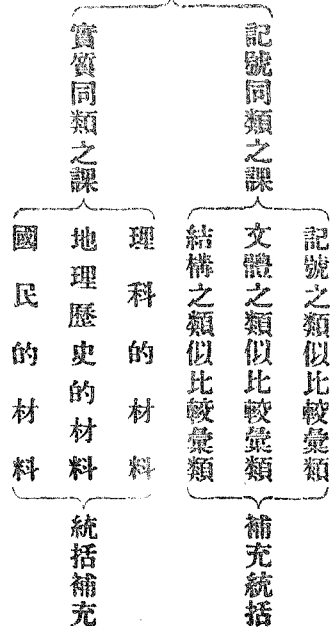 記號同類之課
記號之類似比較彙類
文體之類似比較彙類
結構之類似比較彙類
補充統括
實質同類之課
理科的材料
地理歷史的材料
國民的材料
統括補充